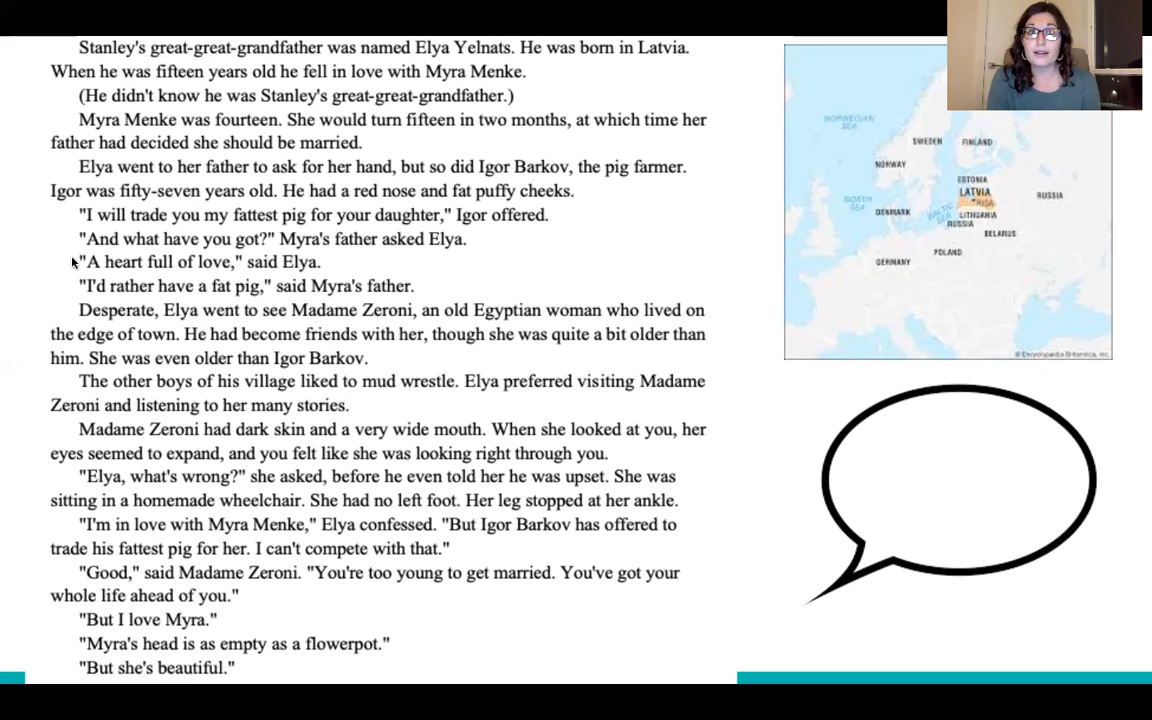 Stanley's great-great-grandfather was named Elya Yelnats. He was born in Latvia.
When he was fifteen years old he fell in love with Myra Menke.
(He didn't know he was Stanley's great-great-grandfather.)
Myra Menke was fourteen. She would turn fifteen in two months, at which time her
father had decided she should be married.
Elya went to her father to ask for her hand, but so did Igor Barkov, the pig farmer.
Igor was fifty-seven years old. He had a red nose and fat puffy cheeks.
"I will trade you my fattest pig for your daughter," Igor offered.
"And what have you got?" Myra's father asked Elya.
"A heart full of love," said Elya.
"I'd rather have a fat pig," said Myra's father.
Desperate, Elya went to see Madame Zeroni, an old Egyptian woman who lived on
the edge of town. He had become friends with her, though she was quite a bit older than
him. She was even older than Igor Barkov.
The other boys of his village liked to mud wrestle. Elya preferred visiting Madame
Zeroni and listening to her many stories.
Madame Zeroni had dark skin and a very wide mouth. When she looked at you, her
eyes seemed to expand, and you felt like she was looking right through you.
"Elya, what's wrong?" she asked, before he even told her he was upset. She was
sitting in a homemade wheelchair. She had no left foot. Her leg stopped at her ankle.
"I'm in love with Myra Menke," Elya confessed. "But Igor Barkov has offered to
trade his fattest pig for her. I can't compete with that."
"Good," said Madame Zeroni. "You're too young to get married. You've got your
whole life ahead of you."
"But I love Myra."
"Myra's head is as empty as a flowerpot."
"But she's beautiful."
NORWEGIAN
SEA
SWEDEN
FINLAND
NORWAY
ESTONIA
LATVIA
RIGA
RUSSIA
NORTH
SEA
DENMARK
BALTIC
SEA
LITHUANIA
RUSSIA
BELARUS
POLAND
GERMANY
© Encyclopædia Britannica, Inc.